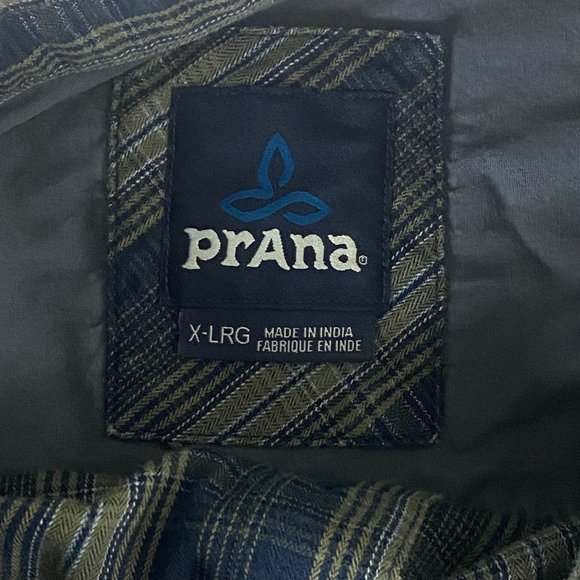 prAna
X-LRG
MADE IN INDIA
FABRIQUE EN INDE